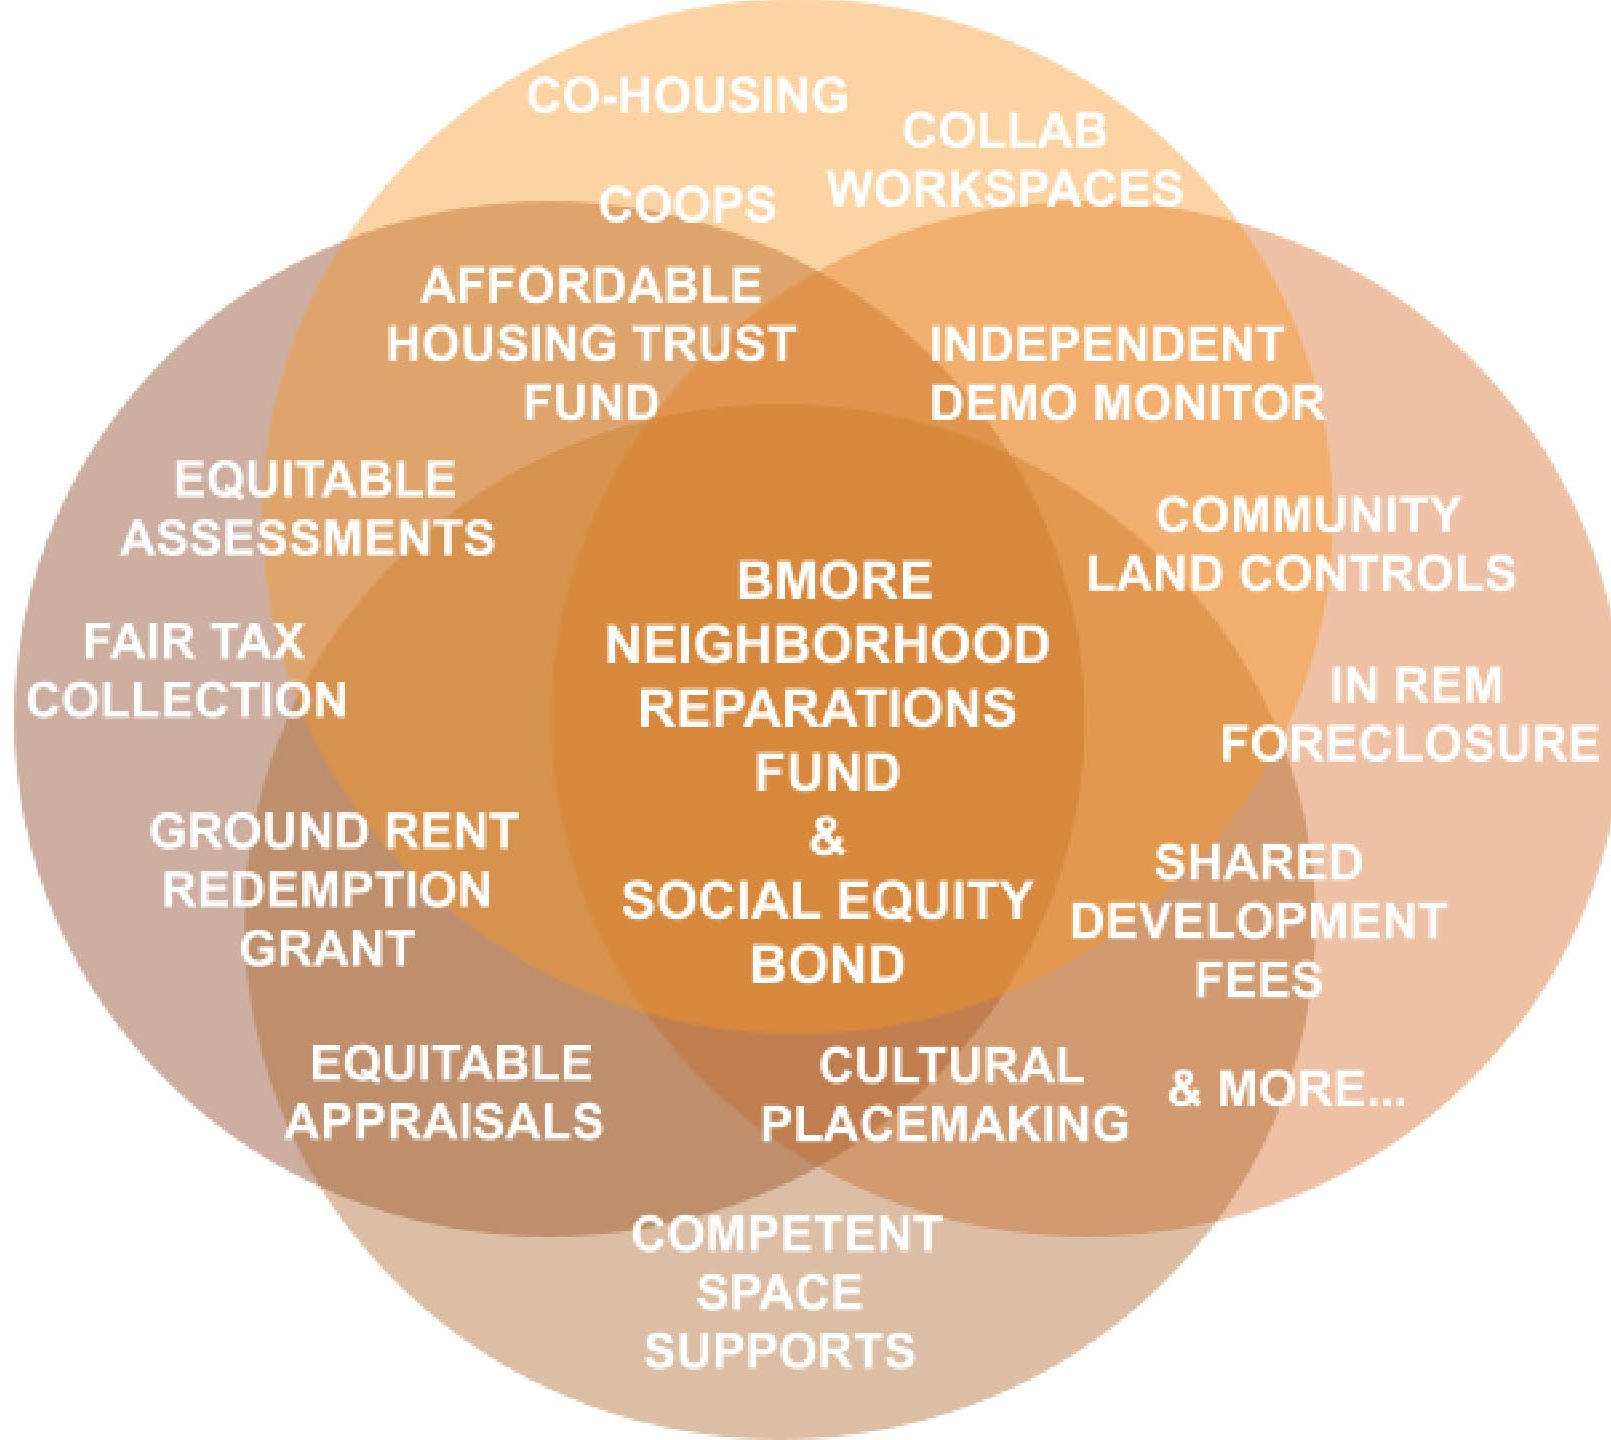 CO-HOUSING
COLLAB
WORKSPACES
COOPS
AFFORDABLE
HOUSING TRUST
FUND
INDEPENDENT
DEMO MONITOR
EQUITABLE
ASSESSMENTS
COMMUNITY
LAND CONTROLS
BMORE
NEIGHBORHOOD
REPARATIONS
FUND
&
SOCIAL EQUITY
BOND
FAIR TAX
COLLECTION
IN REM
FORECLOSURE
GROUND RENT
REDEMPTION
GRANT
SHARED
DEVELOPMENT
FEES
EQUITABLE
APPRAISALS
CULTURAL
PLACEMAKING
& MORE...
COMPETENT
SPACE
SUPPORTS